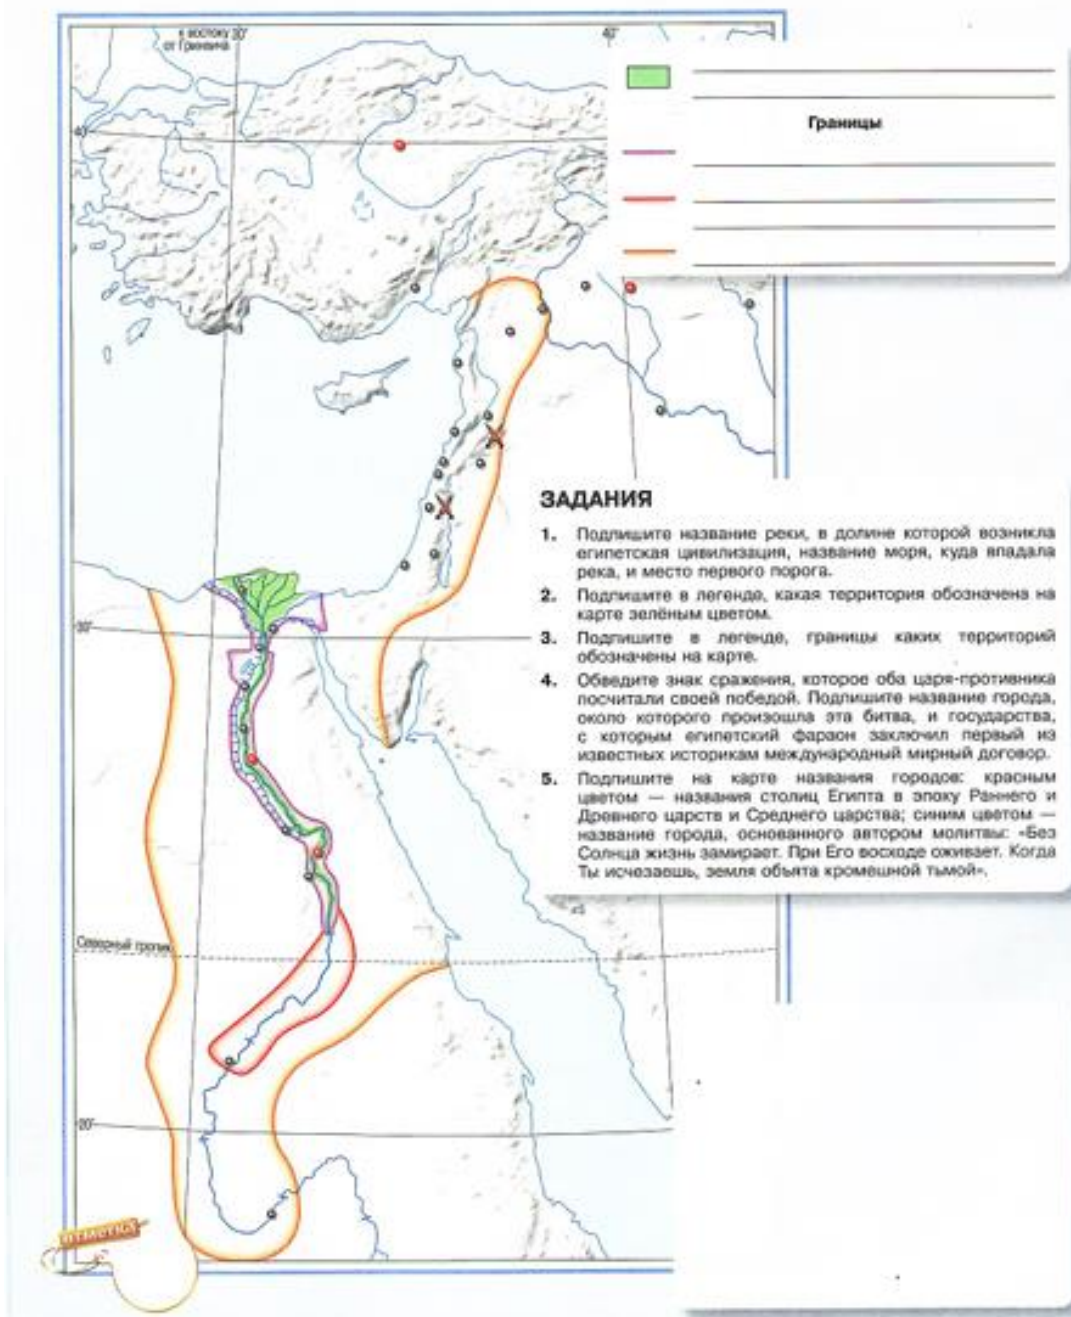 к востоку 30°
от Гринвича
40°
40°
Границы
ЗАДАНИЯ
1. Подпишите название реки, в долине которой возникла
египетская цивилизация, название моря, куда впадала
река, и место первого порога.
2. Подпишите в легенде, какая территория обозначена на
карте зелёным цветом.
3. Подпишите в легенде, границы каких территорий
обозначены на карте.
4. Обведите знак сражения, которое оба царя-противника
посчитали своей победой. Подпишите название города,
около которого произошла эта битва, и государства,
с которым египетский фараон заключил первый из
известных историкам международный мирный договор.
5. Подпишите на карте названия городов: красным
цветом — названия столиц Египта в эпоху Раннего и
Древнего царств и Среднего царства; синим цветом —
название города, основанного автором молитвы: «Без
Солнца жизнь замирает. При Его восходе оживает. Когда
Ты исчезаешь, земля объята кромешной тьмой».
30°
Северный тропик
20°
отметка